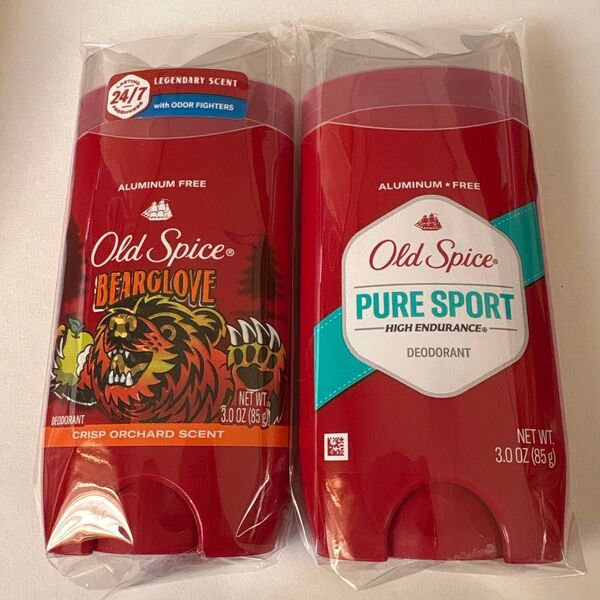 LASTING
24/7
FRESHNESS
LEGENDARY SCENT
with ODOR FIGHTERS
ALUMINUM FREE
Old Spice®
BEARGLOVE
DEODORANT
NET WT.
3.0 OZ (85 g)
CRISP ORCHARD SCENT
ALUMINUM ★ FREE
Old Spice®
PURE SPORT
HIGH ENDURANCE®
DEODORANT
NET WT.
3.0 OZ (85 g)